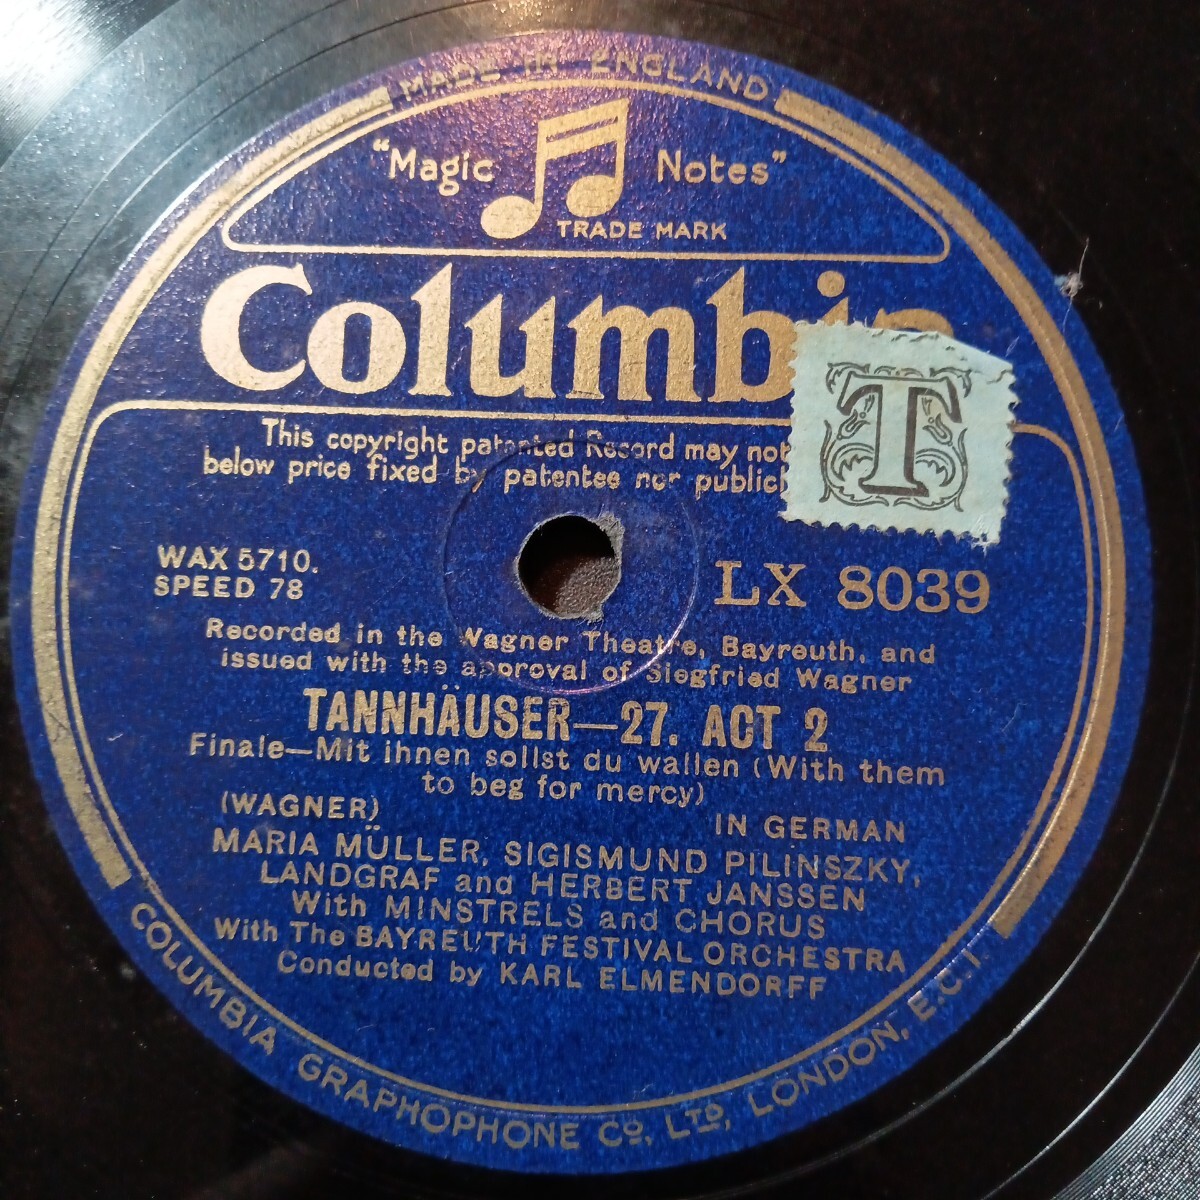 MADE IN ENGLAND
"Magic Notes"
TRADE MARK
Columbia
T
This copyright patented Record may not
below price fixed by patentee nor public
WAX 5710.
SPEED 78
LX 8039
Recorded in the Wagner Theatre, Bayreuth, and
issued with the approval of Siegfried Wagner
TANNHÄUSER—27. ACT 2
Finale—Mit ihnen sollst du wallen (With them
to beg for mercy)
(WAGNER)
IN GERMAN
MARIA MÜLLER, SIGISMUND PILINSZKY,
LANDGRAF and HERBERT JANSSEN
With MINSTRELS and CHORUS
With The BAYREUTH FESTIVAL ORCHESTRA
Conducted by KARL ELMENDORFF
COLUMBIA GRAPHOPHONE Co, LTD, LONDON, E.C.1